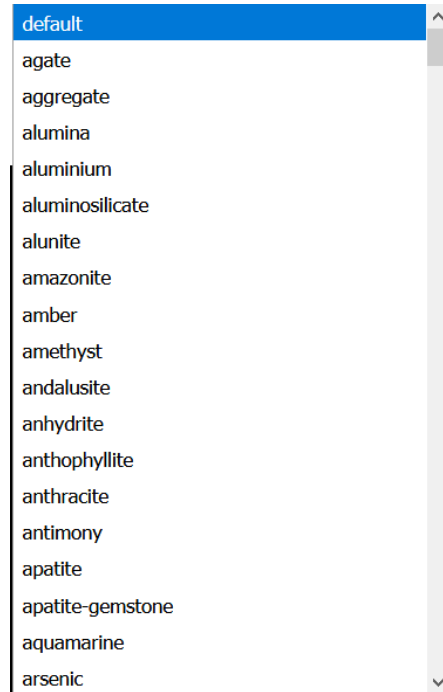 default
agate
aggregate
alumina
aluminium
aluminosilicate
alunite
amazonite
amber
amethyst
andalusite
anhydrite
anthophyllite
anthracite
antimony
apatite
apatite-gemstone
aquamarine
arsenic